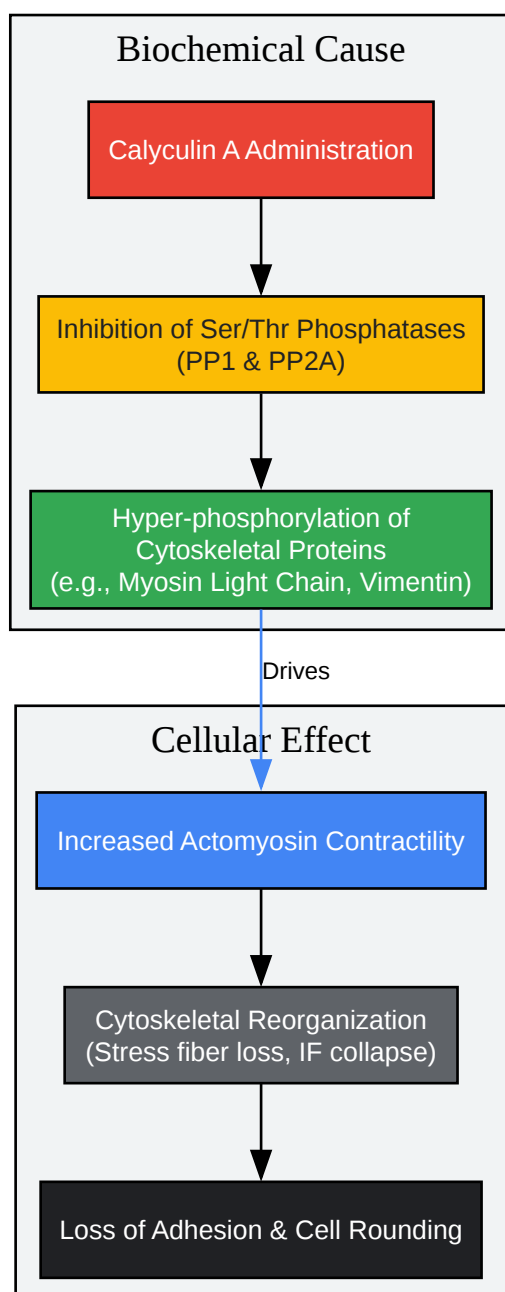 Biochemical Cause
Calyculin A Administration
Inhibition of Ser/Thr Phosphatases
(PP1 & PP2A)
Hyper-phosphorylation of
Cytoskeletal Proteins
(e.g., Myosin Light Chain, Vimentin)
Drives
Cellular Effect
Increased Actomyosin Contractility
Cytoskeletal Reorganization
(Stress fiber loss, IF collapse)
Loss of Adhesion & Cell Rounding